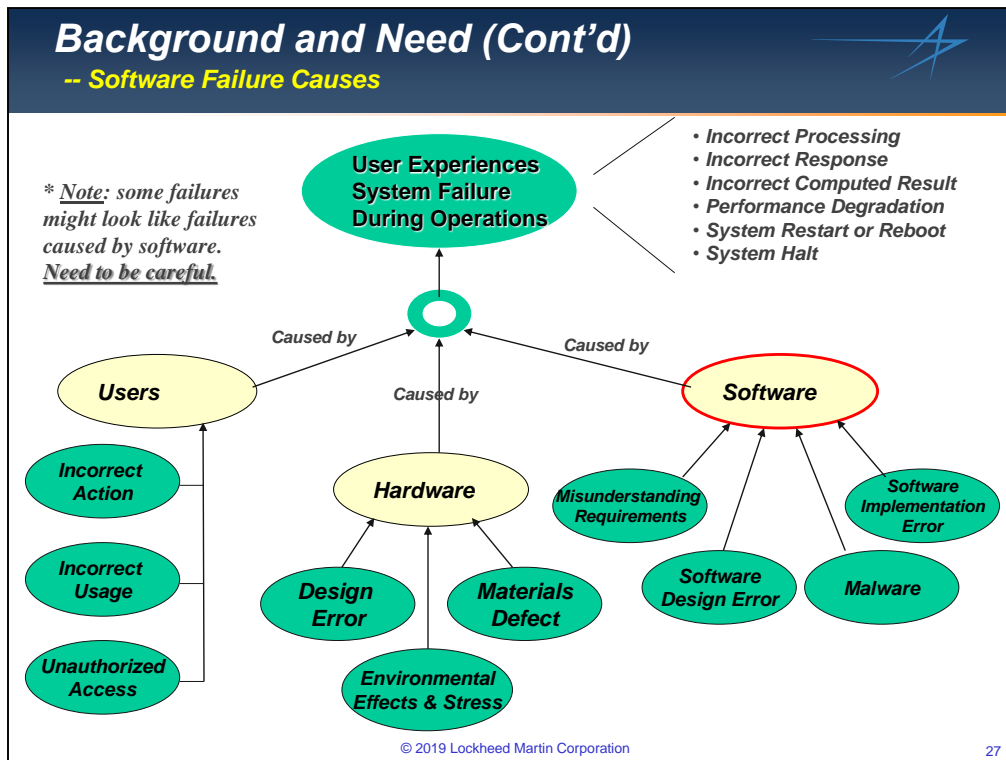 Background and Need (Cont'd)
-- Software Failure Causes
User Experiences
System Failure
During Operations
• Incorrect Processing
• Incorrect Response
• Incorrect Computed Result
• Performance Degradation
• System Restart or Reboot
• System Halt
* Note: some failures
might look like failures
caused by software.
Need to be careful.
Caused by
Caused by
Caused by
Users
Software
Hardware
Incorrect
Action
Incorrect
Usage
Unauthorized
Access
Design
Error
Materials
Defect
Environmental
Effects & Stress
Misunderstanding
Requirements
Software
Implementation
Error
Software
Design Error
Malware
© 2019 Lockheed Martin Corporation
27